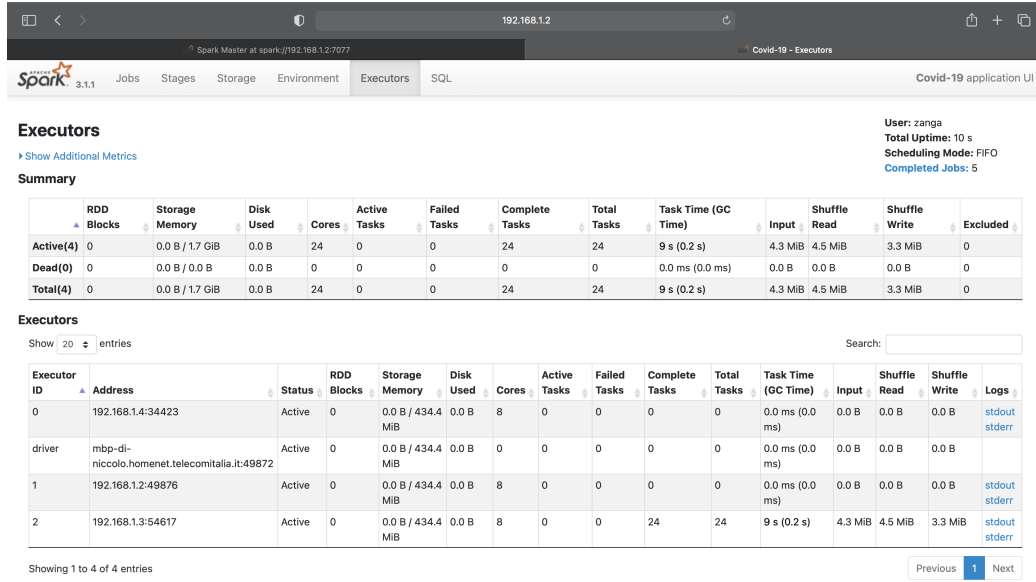 192.168.1.2
Spark Master at spark://192.168.1.2:7077
Covid-19 - Executors
APACHE Spark 3.1.1 Jobs Stages Storage Environment Executors SQL Covid-19 application UI
Executors
User: zanga
Total Uptime: 10 s
Scheduling Mode: FIFO
Completed Jobs: 5
Show Additional Metrics
Summary
RDD Blocks Storage Memory Disk Used Cores Active Tasks Failed Tasks Complete Tasks Total Tasks Task Time (GC Time) Input Shuffle Read Shuffle Write Excluded
Active(4) 0 0.0 B / 1.7 GiB 0.0 B 24 0 0 24 24 9 s (0.2 s) 4.3 MiB 4.5 MiB 3.3 MiB 0
Dead(0) 0 0.0 B / 0.0 B 0.0 B 0 0 0 0 0 0.0 ms (0.0 ms) 0.0 B 0.0 B 0.0 B 0
Total(4) 0 0.0 B / 1.7 GiB 0.0 B 24 0 0 24 24 9 s (0.2 s) 4.3 MiB 4.5 MiB 3.3 MiB 0
Executors
Show 20 entries Search:
Executor ID Address Status RDD Blocks Storage Memory Disk Used Cores Active Tasks Failed Tasks Complete Tasks Total Tasks Task Time (GC Time) Input Shuffle Read Shuffle Write Logs
0 192.168.1.4:34423 Active 0 0.0 B / 434.4 MiB 0.0 B 8 0 0 0 0 0.0 ms (0.0 ms) 0.0 B 0.0 B 0.0 B stdout stderr
driver mbp-di-niccolo.homenet.telecomitalia.it:49872 Active 0 0.0 B / 434.4 MiB 0.0 B 0 0 0 0 0 0.0 ms (0.0 ms) 0.0 B 0.0 B 0.0 B
1 192.168.1.2:49876 Active 0 0.0 B / 434.4 MiB 0.0 B 8 0 0 0 0 0.0 ms (0.0 ms) 0.0 B 0.0 B 0.0 B stdout stderr
2 192.168.1.3:54617 Active 0 0.0 B / 434.4 MiB 0.0 B 8 0 0 24 24 9 s (0.2 s) 4.3 MiB 4.5 MiB 3.3 MiB stdout stderr
Showing 1 to 4 of 4 entries Previous 1 Next